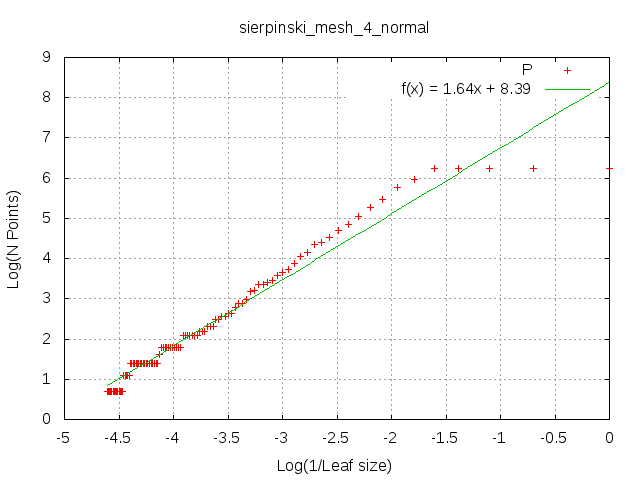 sierpinski_mesh_4_normal
9
8
7
6
5
4
3
2
1
0
Log(N Points)
P
f(x) = 1.64x + 8.39
-5 -4.5 -4 -3.5 -3 -2.5 -2 -1.5 -1 -0.5 0
Log(1/Leaf size)